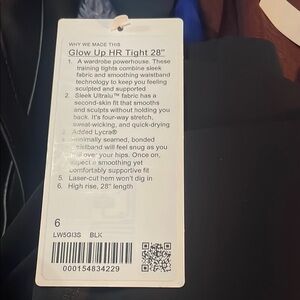 WHY WE MADE THIS
Glow Up HR Tight 28"
1. A wardrobe powerhouse. These
training tights combine sleek
fabric and smoothing waistband
technology to keep you feeling
sculpted and supported
2. Sleek Ultralu™ fabric has a
second-skin fit that smooths
and sculpts without holding you
back. It's four-way stretch,
sweat-wicking, and quick-drying
3. Added Lycra®
minimally seamed, bonded
waistband will feel snug as you
over your hips. Once on,
expect a smoothing yet
comfortably supportive fit
5. Laser-cut hem won't dig in
6. High rise, 28" length
6
LW5GI3S BLK
000154834229